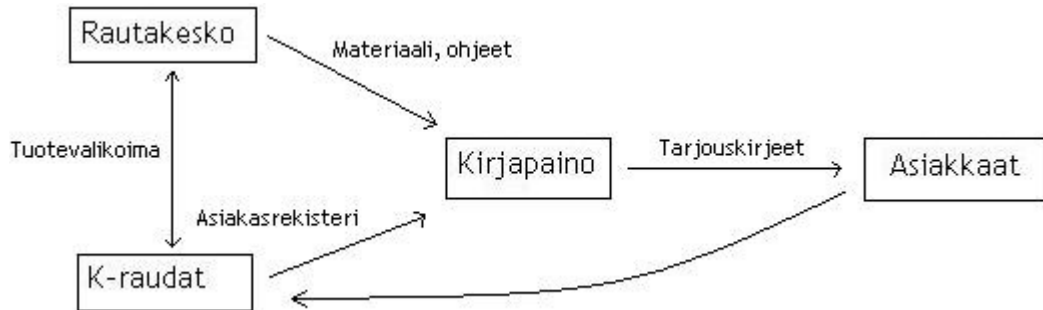 Rautakesko
Materiaali, ohjeet
Tuotevalikoima
Kirjapaino
Tarjouskirjeet
Asiakkaat
Asiakasrekisteri
K-raudat